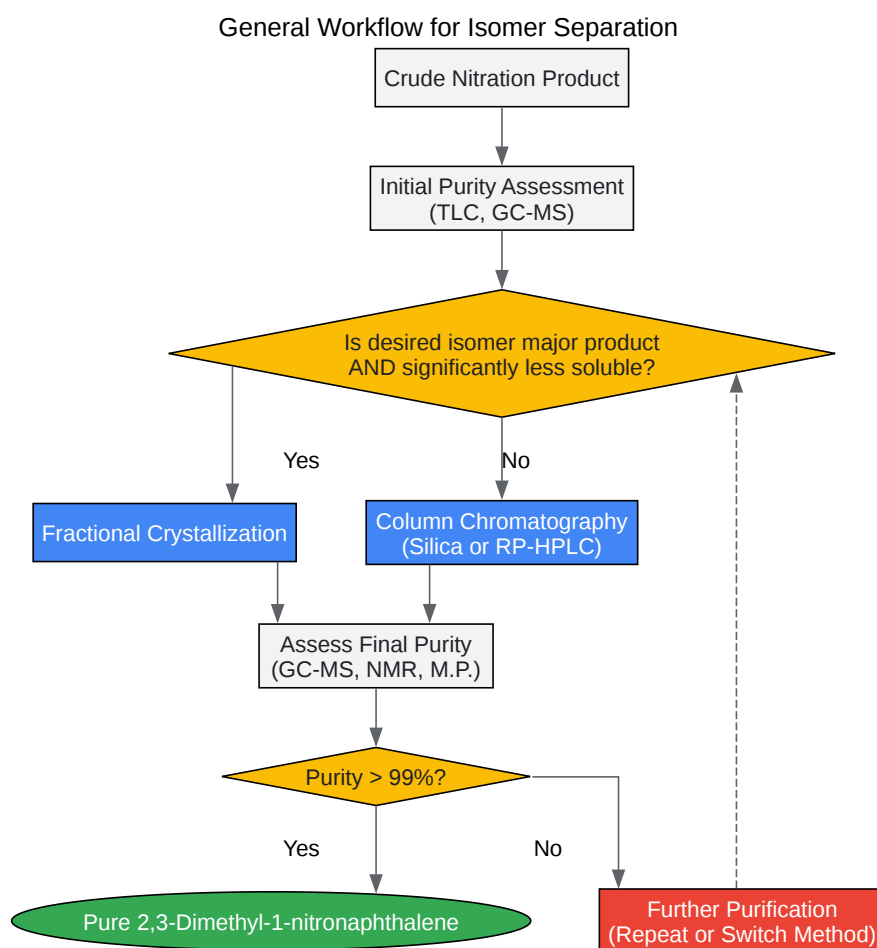 General Workflow for Isomer Separation
Crude Nitration Product
Initial Purity Assessment
(TLC, GC-MS)
Is desired isomer major product
AND significantly less soluble?
Yes
No
Fractional Crystallization
Column Chromatography
(Silica or RP-HPLC)
Assess Final Purity
(GC-MS, NMR, M.P.)
Purity > 99%?
Yes
No
Pure 2,3-Dimethyl-1-nitronaphthalene
Further Purification
(Repeat or Switch Method)